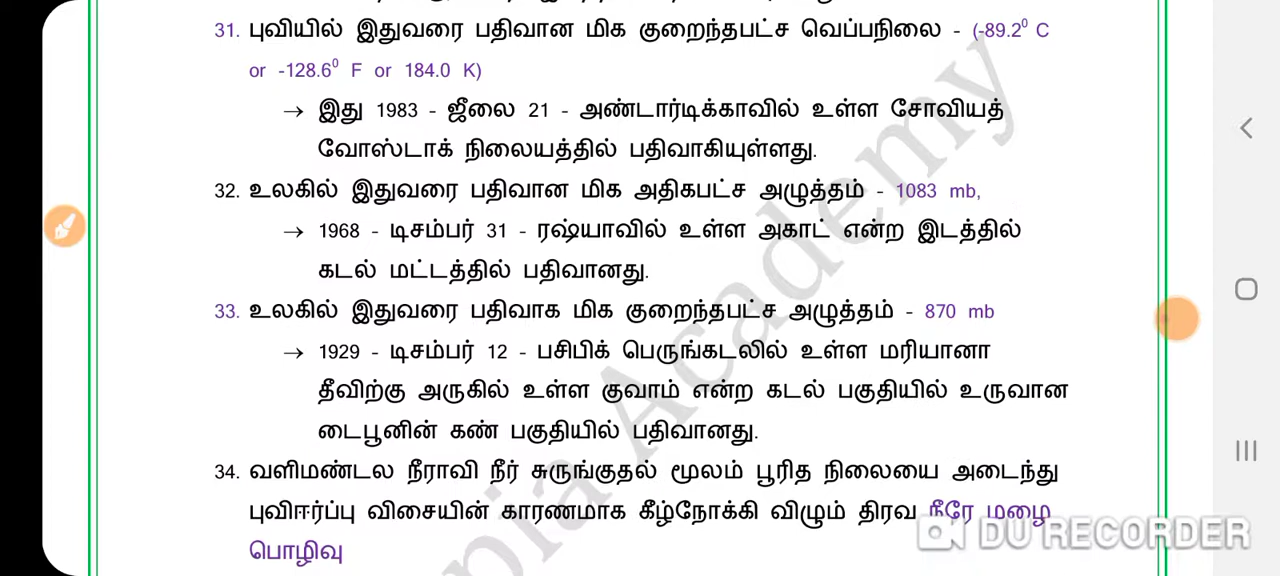 31. புவியில் இதுவரை பதிவான மிக குறைந்தபட்ச வெப்பநிலை - (-89.2⁰ C
or -128.6⁰ F or 184.0 K)
→ இது 1983 - ஜீலை 21 - அண்டார்டிக்காவில் உள்ள சோவியத்
வோஸ்டாக் நிலையத்தில் பதிவாகியுள்ளது.
32. உலகில் இதுவரை பதிவான மிக அதிகபட்ச அழுத்தம் - 1083 mb,
→ 1968 - டிசம்பர் 31 - ரஷ்யாவில் உள்ள அகாட் என்ற இடத்தில்
கடல் மட்டத்தில் பதிவானது.
33. உலகில் இதுவரை பதிவாக மிக குறைந்தபட்ச அழுத்தம் - 870 mb
→ 1929 - டிசம்பர் 12 - பசிபிக் பெருங்கடலில் உள்ள மரியானா
தீவிற்கு அருகில் உள்ள குவாம் என்ற கடல் பகுதியில் உருவான
டைபூனின் கண் பகுதியில் பதிவானது.
34. வளிமண்டல நீராவி நீர் சுருங்குதல் மூலம் பூரித நிலையை அடைந்து
புவிஈர்ப்பு விசையின் காரணமாக கீழ்நோக்கி விழும் திரவ நீரே மழை
பொழிவு
Academy
DU RECORDER